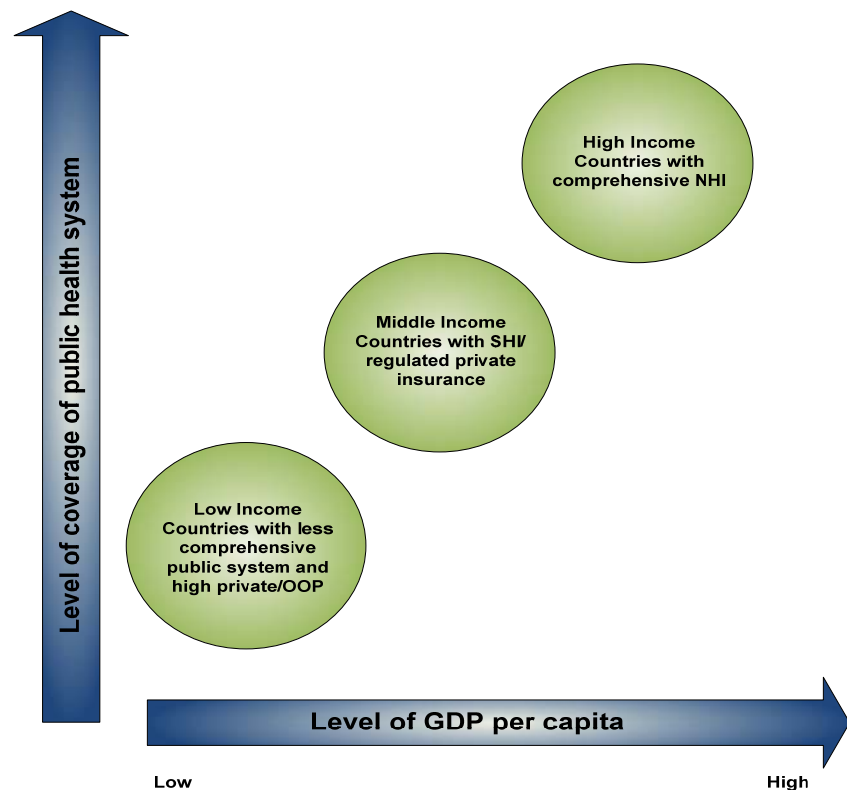 Level of coverage of public health system
High Income
Countries with
comprehensive NHI
Middle Income
Countries with SHI/
regulated private
insurance
Low Income
Countries with less
comprehensive
public system and
high private/OOP
Level of GDP per capita
Low
High